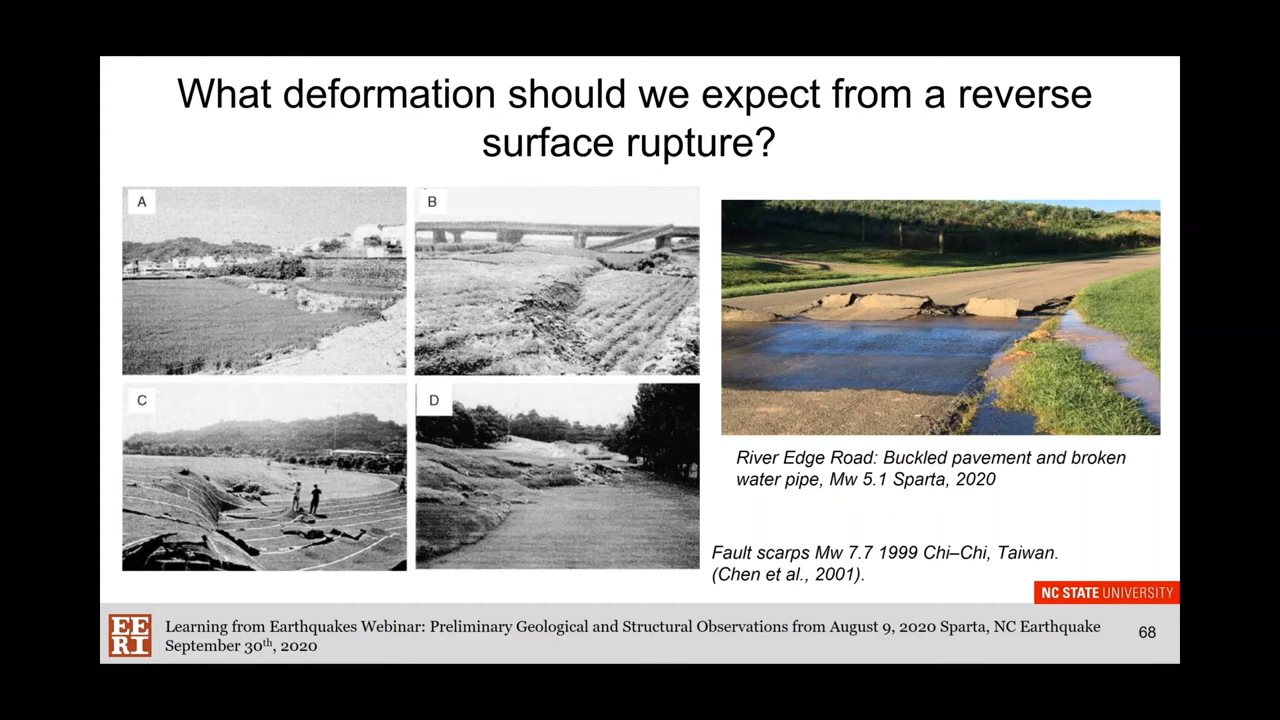 What deformation should we expect from a reverse
surface rupture?
A
B
C
D
River Edge Road: Buckled pavement and broken
water pipe, Mw 5.1 Sparta, 2020
Fault scarps Mw 7.7 1999 Chi–Chi, Taiwan.
(Chen et al., 2001).
NC STATE UNIVERSITY
EE
RI
Learning from Earthquakes Webinar: Preliminary Geological and Structural Observations from August 9, 2020 Sparta, NC Earthquake
September 30th, 2020
68